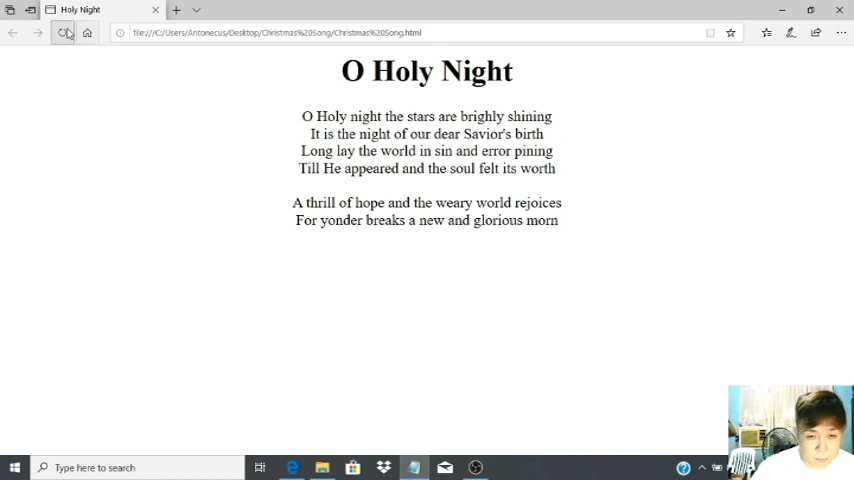 Holy Night
file:///C:/Users/Antonecus/Desktop/Christmas%20Song/Christmas%20Song.html
O Holy Night
O Holy night the stars are brighly shining
It is the night of our dear Savior's birth
Long lay the world in sin and error pining
Till He appeared and the soul felt its worth
A thrill of hope and the weary world rejoices
For yonder breaks a new and glorious morn
Type here to search